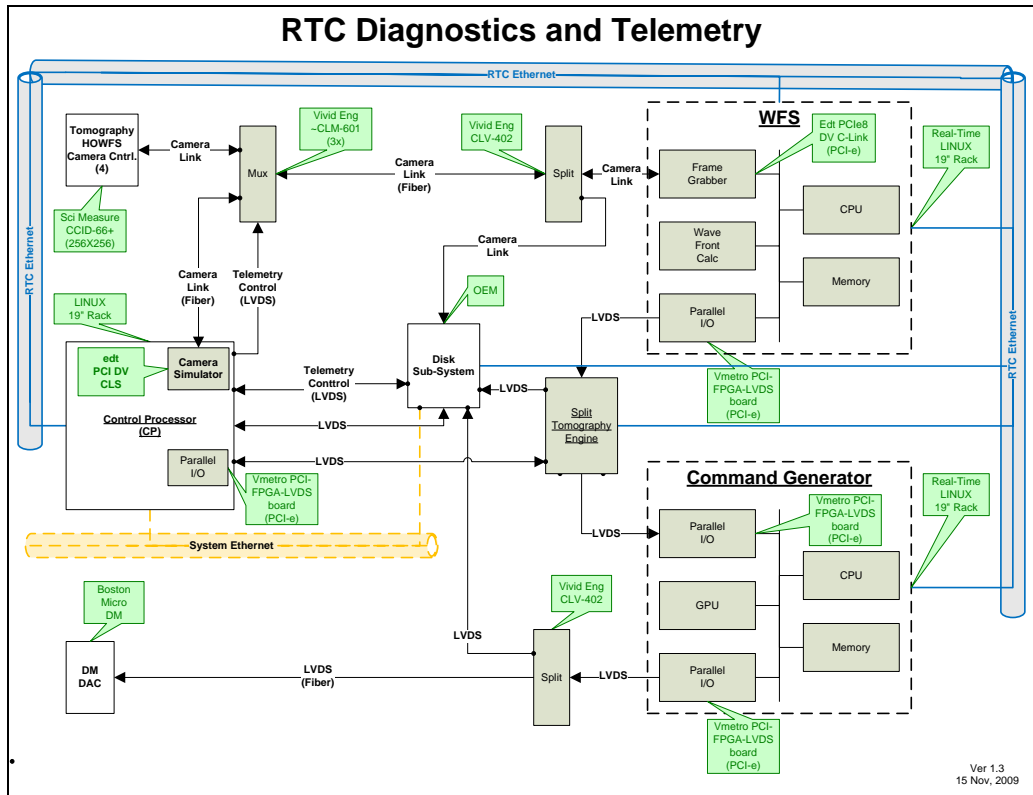 RTC Diagnostics and Telemetry
RTC Ethernet
RTC Ethernet
RTC Ethernet
Tomography
HOWFS
Camera Cntrl.
(4)
Camera
Link
Sci Measure
CCID-66+
(256X256)
Vivid Eng
~CLM-601
(3x)
Mux
Camera
Link
(Fiber)
Vivid Eng
CLV-402
Split
Camera
Link
Camera
Link
WFS
Edt PCIe8
DV C-Link
(PCI-e)
Real-Time
LINUX
19" Rack
Frame
Grabber
CPU
Wave
Front
Calc
Memory
Parallel
I/O
LVDS
Vmetro PCI-
FPGA-LVDS
board
(PCI-e)
Camera
Link
(Fiber)
Telemetry
Control
(LVDS)
LINUX
19" Rack
edt
PCI DV
CLS
Camera
Simulator
Control Processor
(CP)
Parallel
I/O
Vmetro PCI-
FPGA-LVDS
board
(PCI-e)
Telemetry
Conttrol
(LVDS)
LVDS
LVDS
OEM
Disk
Sub-System
LVDS
Split
Tomography
Engine
System Ethernet
Command Generator
Vmetro PCI-
FPGA-LVDS
board
(PCI-e)
Real-Time
LINUX
19" Rack
LVDS
Parallel
I/O
CPU
GPU
Memory
Parallel
I/O
Vmetro PCI-
FPGA-LVDS
board
(PCI-e)
Boston
Micro
DM
DM
DAC
LVDS
(Fiber)
LVDS
Vivid Eng
CLV-402
Split
LVDS
Ver 1.3
15 Nov, 2009